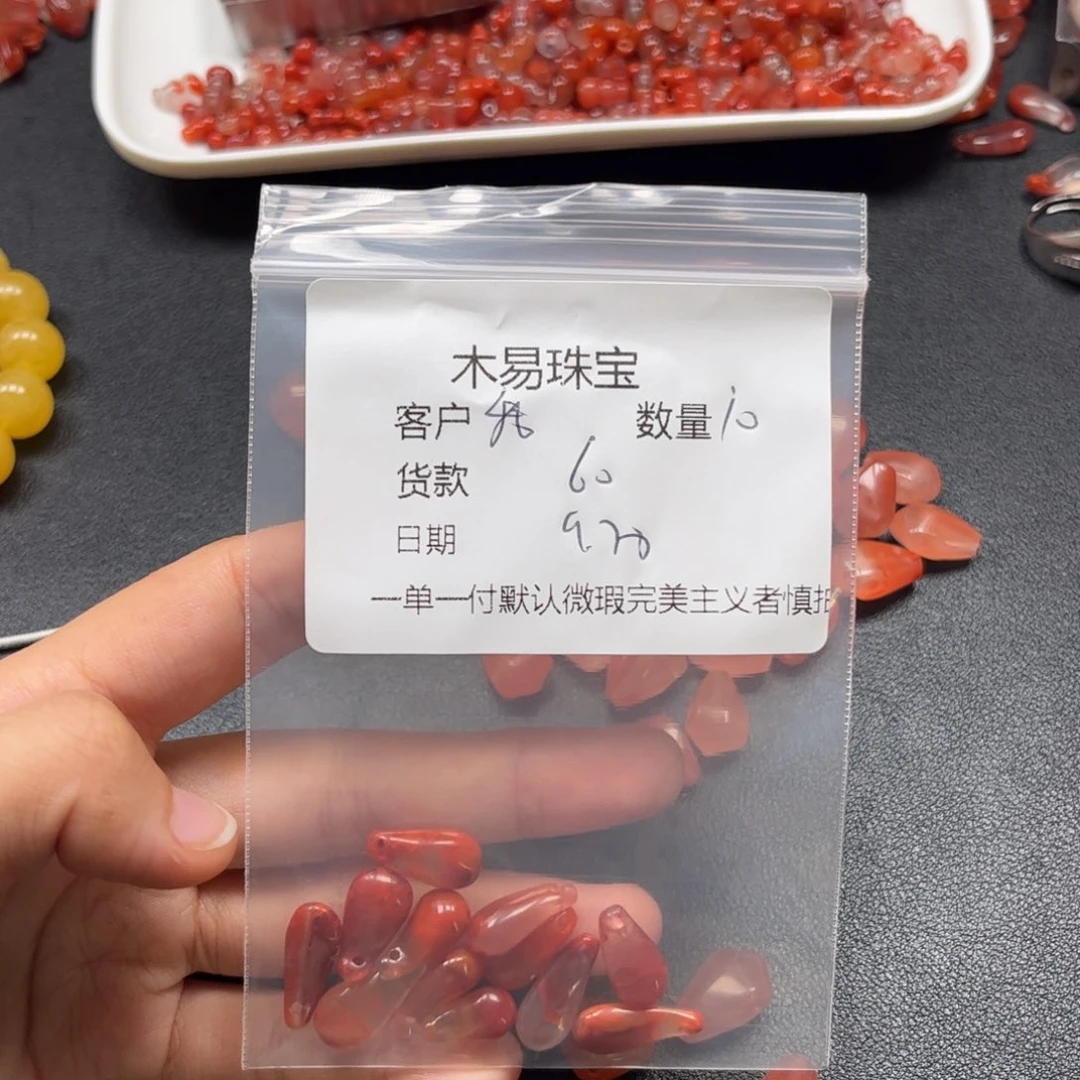 木易珠宝
客户 数量 10
货款 60
日期 9.20
一单一付默认微瑕完美主义者慎拍